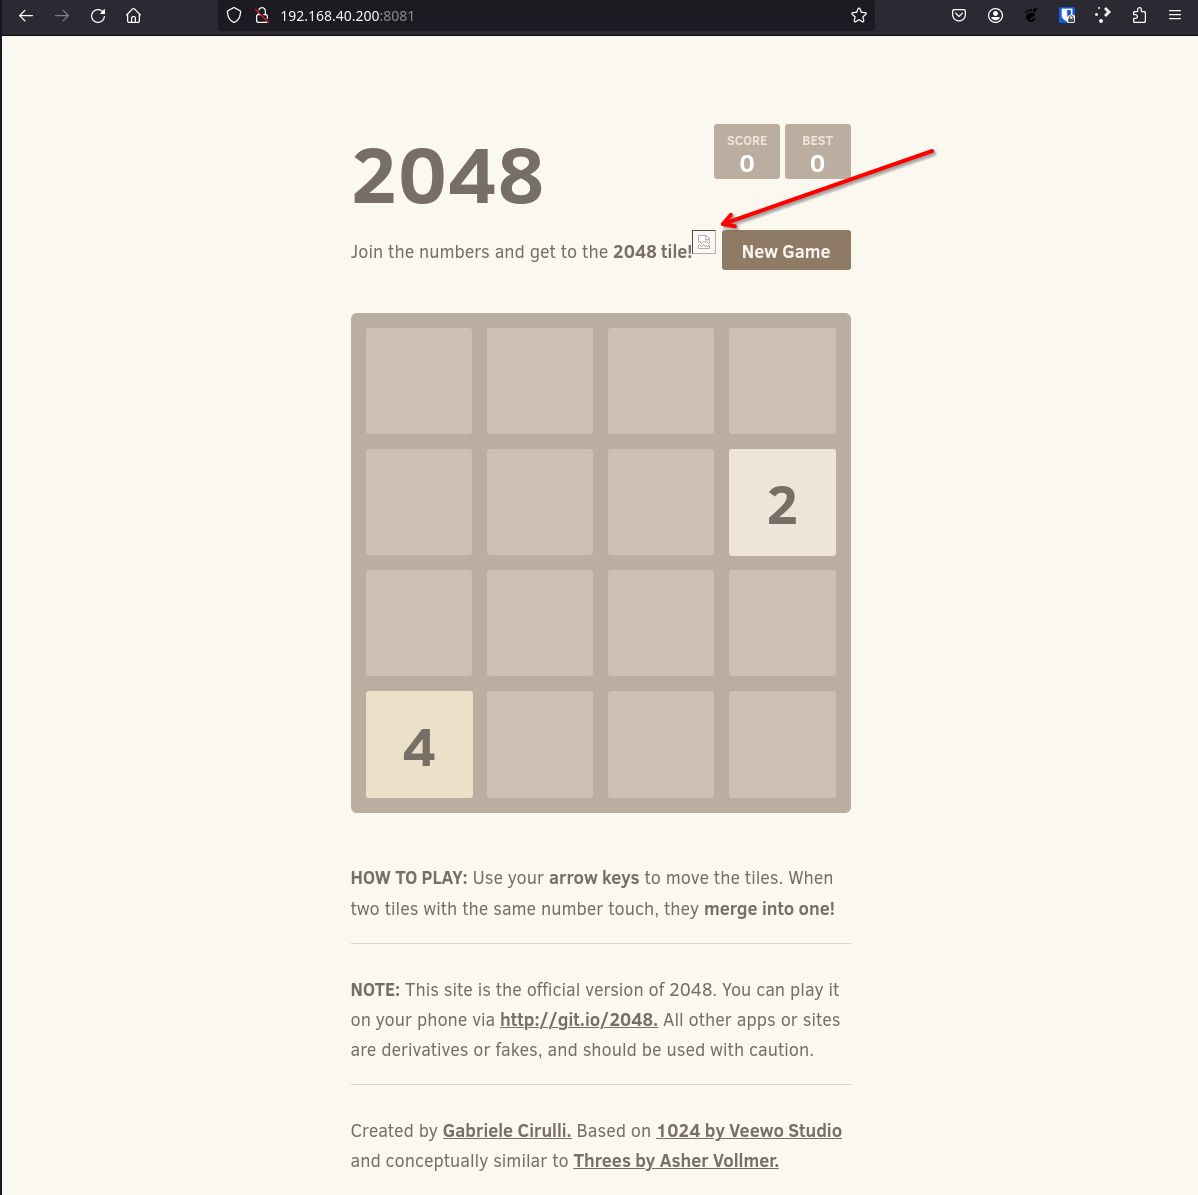 192.168.40.200:8081
2048
SCORE
0
BEST
0
Join the numbers and get to the 2048 tile!
New Game
2
4
HOW TO PLAY: Use your arrow keys to move the tiles. When
two tiles with the same number touch, they merge into one!
NOTE: This site is the official version of 2048. You can play it
on your phone via http://git.io/2048. All other apps or sites
are derivatives or fakes, and should be used with caution.
Created by Gabriele Cirulli. Based on 1024 by Veewo Studio
and conceptually similar to Threes by Asher Vollmer.